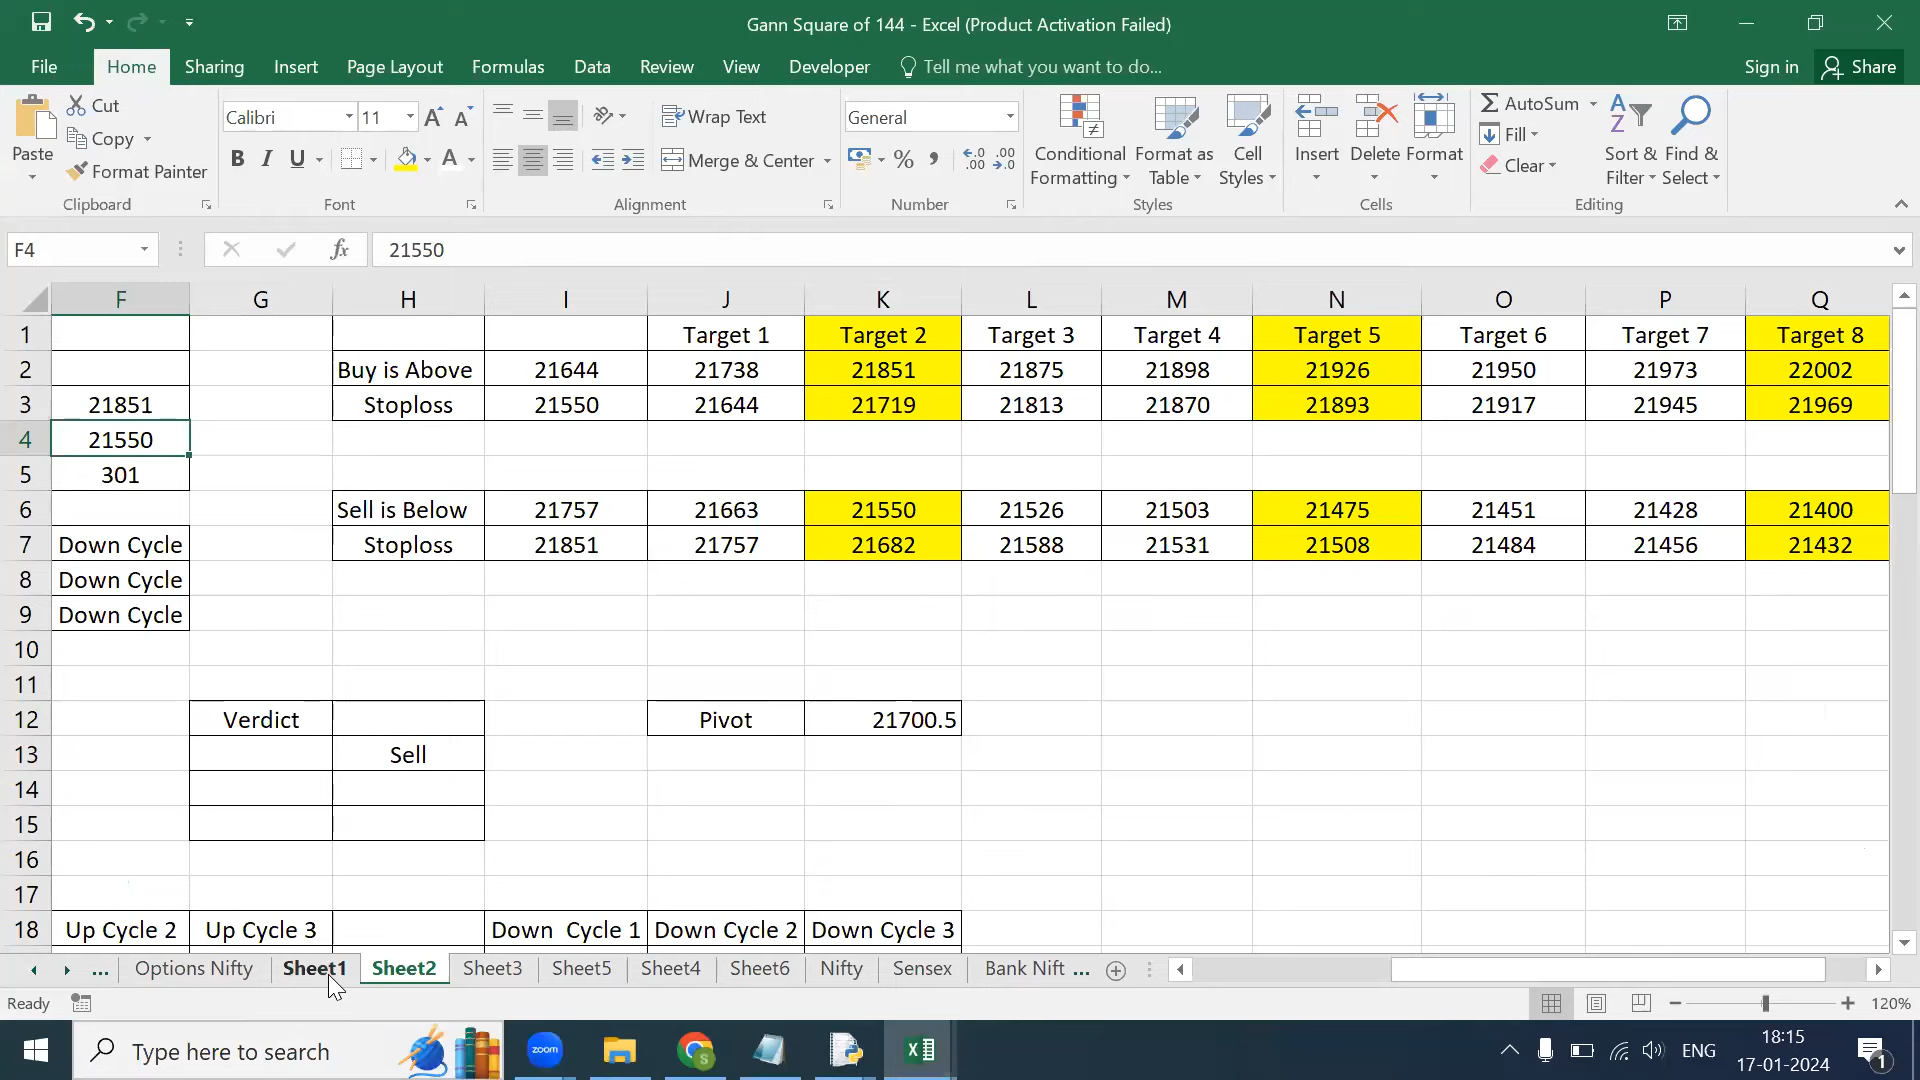 Gann Square of 144 - Excel (Product Activation Failed)
File Home Sharing Insert Page Layout Formulas Data Review View Developer Tell me what you want to do... Sign in Share
Paste Cut Copy Format Painter
Clipboard
Calibri 11 A A B I U A
Font
Wrap Text
Merge & Center
Alignment
General
% , .0 .00 .00 .0
Number
Conditional Formatting Format as Table Cell Styles
Styles
Insert Delete Format
Cells
AutoSum Fill Clear Sort & Filter Find & Select
Editing
F4 fx 21550
F G H I J K L M N O P Q
1 Target 1 Target 2 Target 3 Target 4 Target 5 Target 6 Target 7 Target 8
2 Buy is Above 21644 21738 21851 21875 21898 21926 21950 21973 22002
3 21851 Stoploss 21550 21644 21719 21813 21870 21893 21917 21945 21969
4 21550
5 301
6 Sell is Below 21757 21663 21550 21526 21503 21475 21451 21428 21400
7 Down Cycle Stoploss 21851 21757 21682 21588 21531 21508 21484 21456 21432
8 Down Cycle
9 Down Cycle
10
11
12 Verdict Pivot 21700.5
13 Sell
14
15
16
17
18 Up Cycle 2 Up Cycle 3 Down Cycle 1 Down Cycle 2 Down Cycle 3
... Options Nifty Sheet1 Sheet2 Sheet3 Sheet5 Sheet4 Sheet6 Nifty Sensex Bank Nift ...
Ready 120%
Type here to search zoom S ENG 18:15
17-01-2024 1